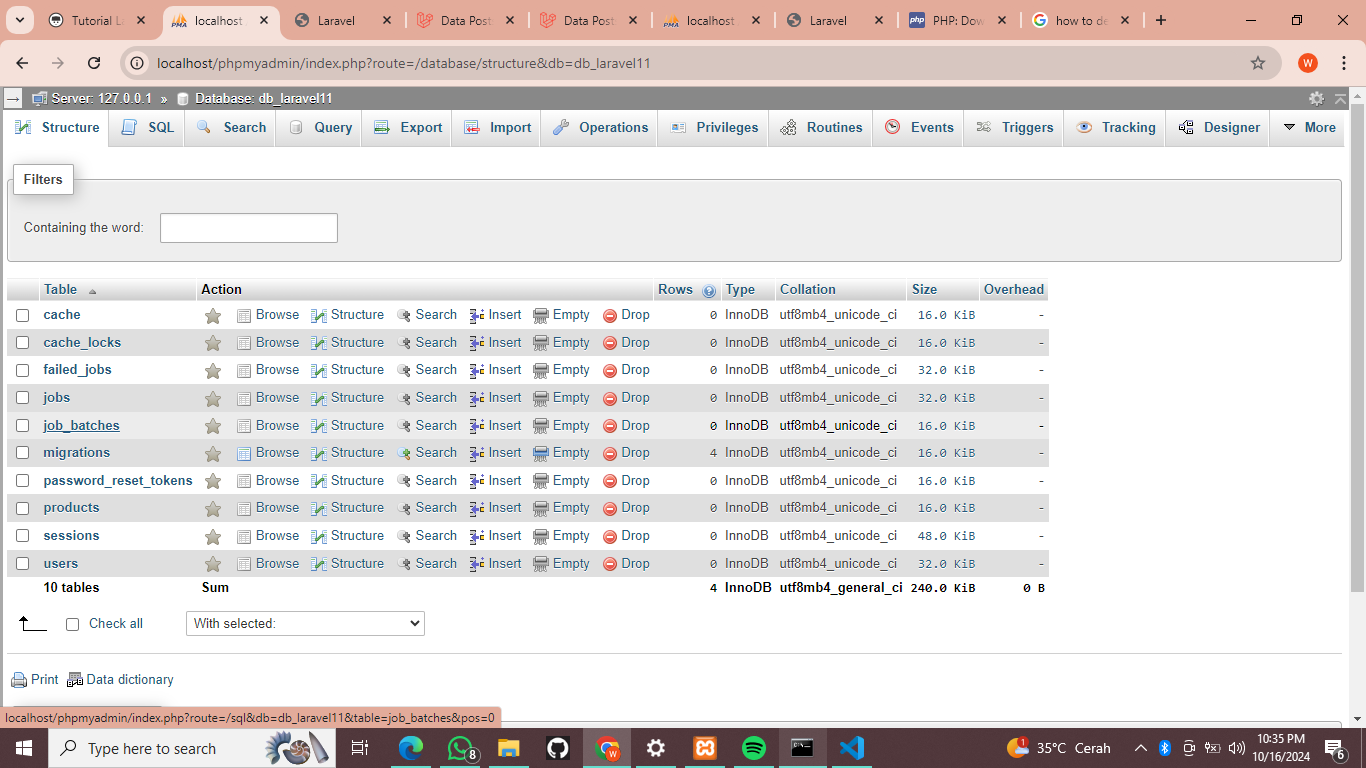 Tutorial L
localhost
Laravel
Data Post
Data Post
localhost
Laravel
php
PHP: Dow
how to de
localhost/phpmyadmin/index.php?route=/database/structure&db=db_laravel11
W
Server: 127.0.0.1 » Database: db_laravel11
Structure SQL Search Query Export Import Operations Privileges Routines Events Triggers Tracking Designer More
Filters
Containing the word:
Table Action Rows Type Collation Size Overhead
cache Browse Structure Search Insert Empty Drop 0 InnoDB utf8mb4_unicode_ci 16.0 KiB -
cache_locks Browse Structure Search Insert Empty Drop 0 InnoDB utf8mb4_unicode_ci 16.0 KiB -
failed_jobs Browse Structure Search Insert Empty Drop 0 InnoDB utf8mb4_unicode_ci 32.0 KiB -
jobs Browse Structure Search Insert Empty Drop 0 InnoDB utf8mb4_unicode_ci 32.0 KiB -
job_batches Browse Structure Search Insert Empty Drop 0 InnoDB utf8mb4_unicode_ci 16.0 KiB -
migrations Browse Structure Search Insert Empty Drop 4 InnoDB utf8mb4_unicode_ci 16.0 KiB -
password_reset_tokens Browse Structure Search Insert Empty Drop 0 InnoDB utf8mb4_unicode_ci 16.0 KiB -
products Browse Structure Search Insert Empty Drop 0 InnoDB utf8mb4_unicode_ci 16.0 KiB -
sessions Browse Structure Search Insert Empty Drop 0 InnoDB utf8mb4_unicode_ci 48.0 KiB -
users Browse Structure Search Insert Empty Drop 0 InnoDB utf8mb4_unicode_ci 32.0 KiB -
10 tables Sum 4 InnoDB utf8mb4_general_ci 240.0 KiB 0 B
Check all With selected:
Print Data dictionary
localhost/phpmyadmin/index.php?route=/sql&db=db_laravel11&table=job_batches&pos=0
Type here to search
8
W
35°C Cerah
10:35 PM
10/16/2024
6